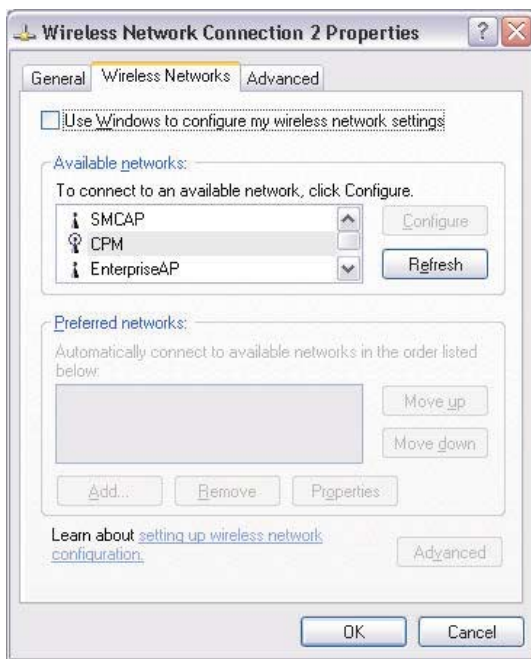 Wireless Network Connection 2 Properties
General Wireless Networks Advanced
Use Windows to configure my wireless network settings
Available networks:
To connect to an available network, click Configure.
SMCAP
CPM
EnterpriseAP
Configure
Refresh
Preferred networks:
Automatically connect to available networks in the order listed
below:
Move up
Move down
Add... Remove Properties
Learn about setting up wireless network
configuration.
Advanced
OK Cancel